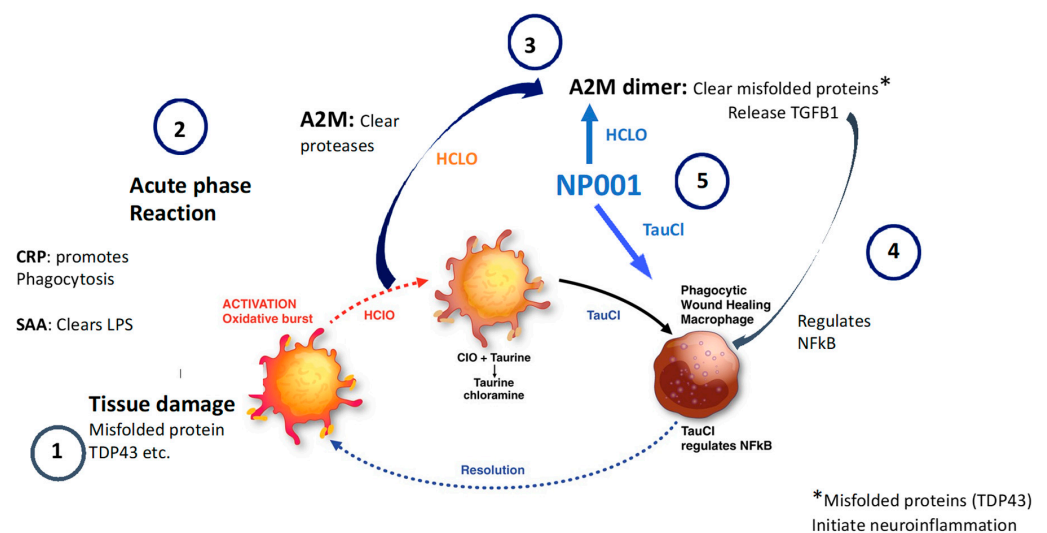 3
A2M dimer: Clear misfolded proteins*
Release TGFB1
2
A2M: Clear
proteases
HCLO
HCLO
NP001
5
Acute phase
Reaction
TauCl
4
CRP: promotes
Phagocytosis
SAA: Clears LPS
ACTIVATION
Oxidative burst
HClO
TauCl
Phagocytic
Wound Healing
Macrophage
Regulates
NFkB
ClO + Taurine
Taurine
chloramine
Tissue damage
Misfolded protein
TDP43 etc.
1
TauCl
regulates NFkB
Resolution
*Misfolded proteins (TDP43)
Initiate neuroinflammation